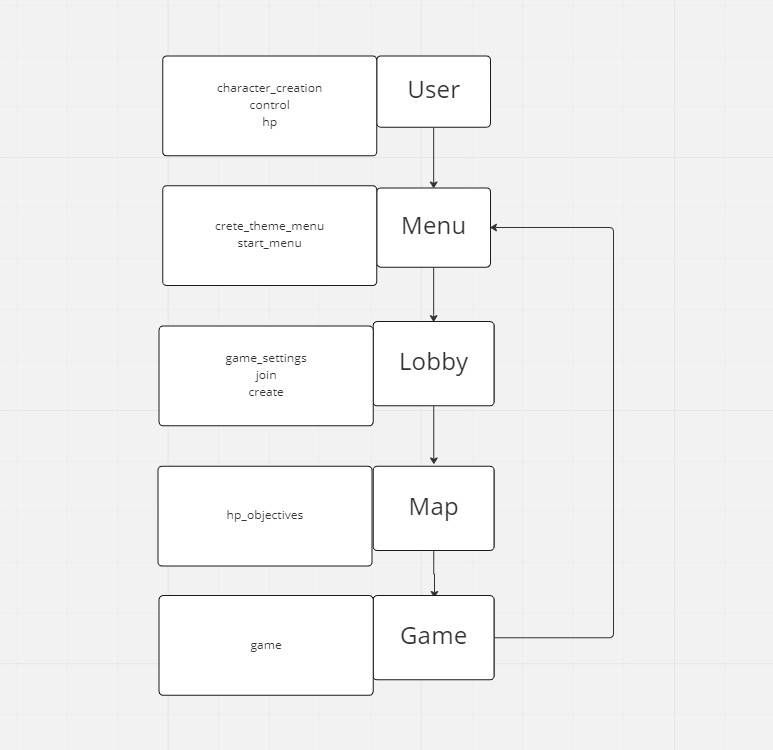 character_creation
control
hp
User
crete_theme_menu
start_menu
Menu
game_settings
join
create
Lobby
hp_objectives
Map
game
Game